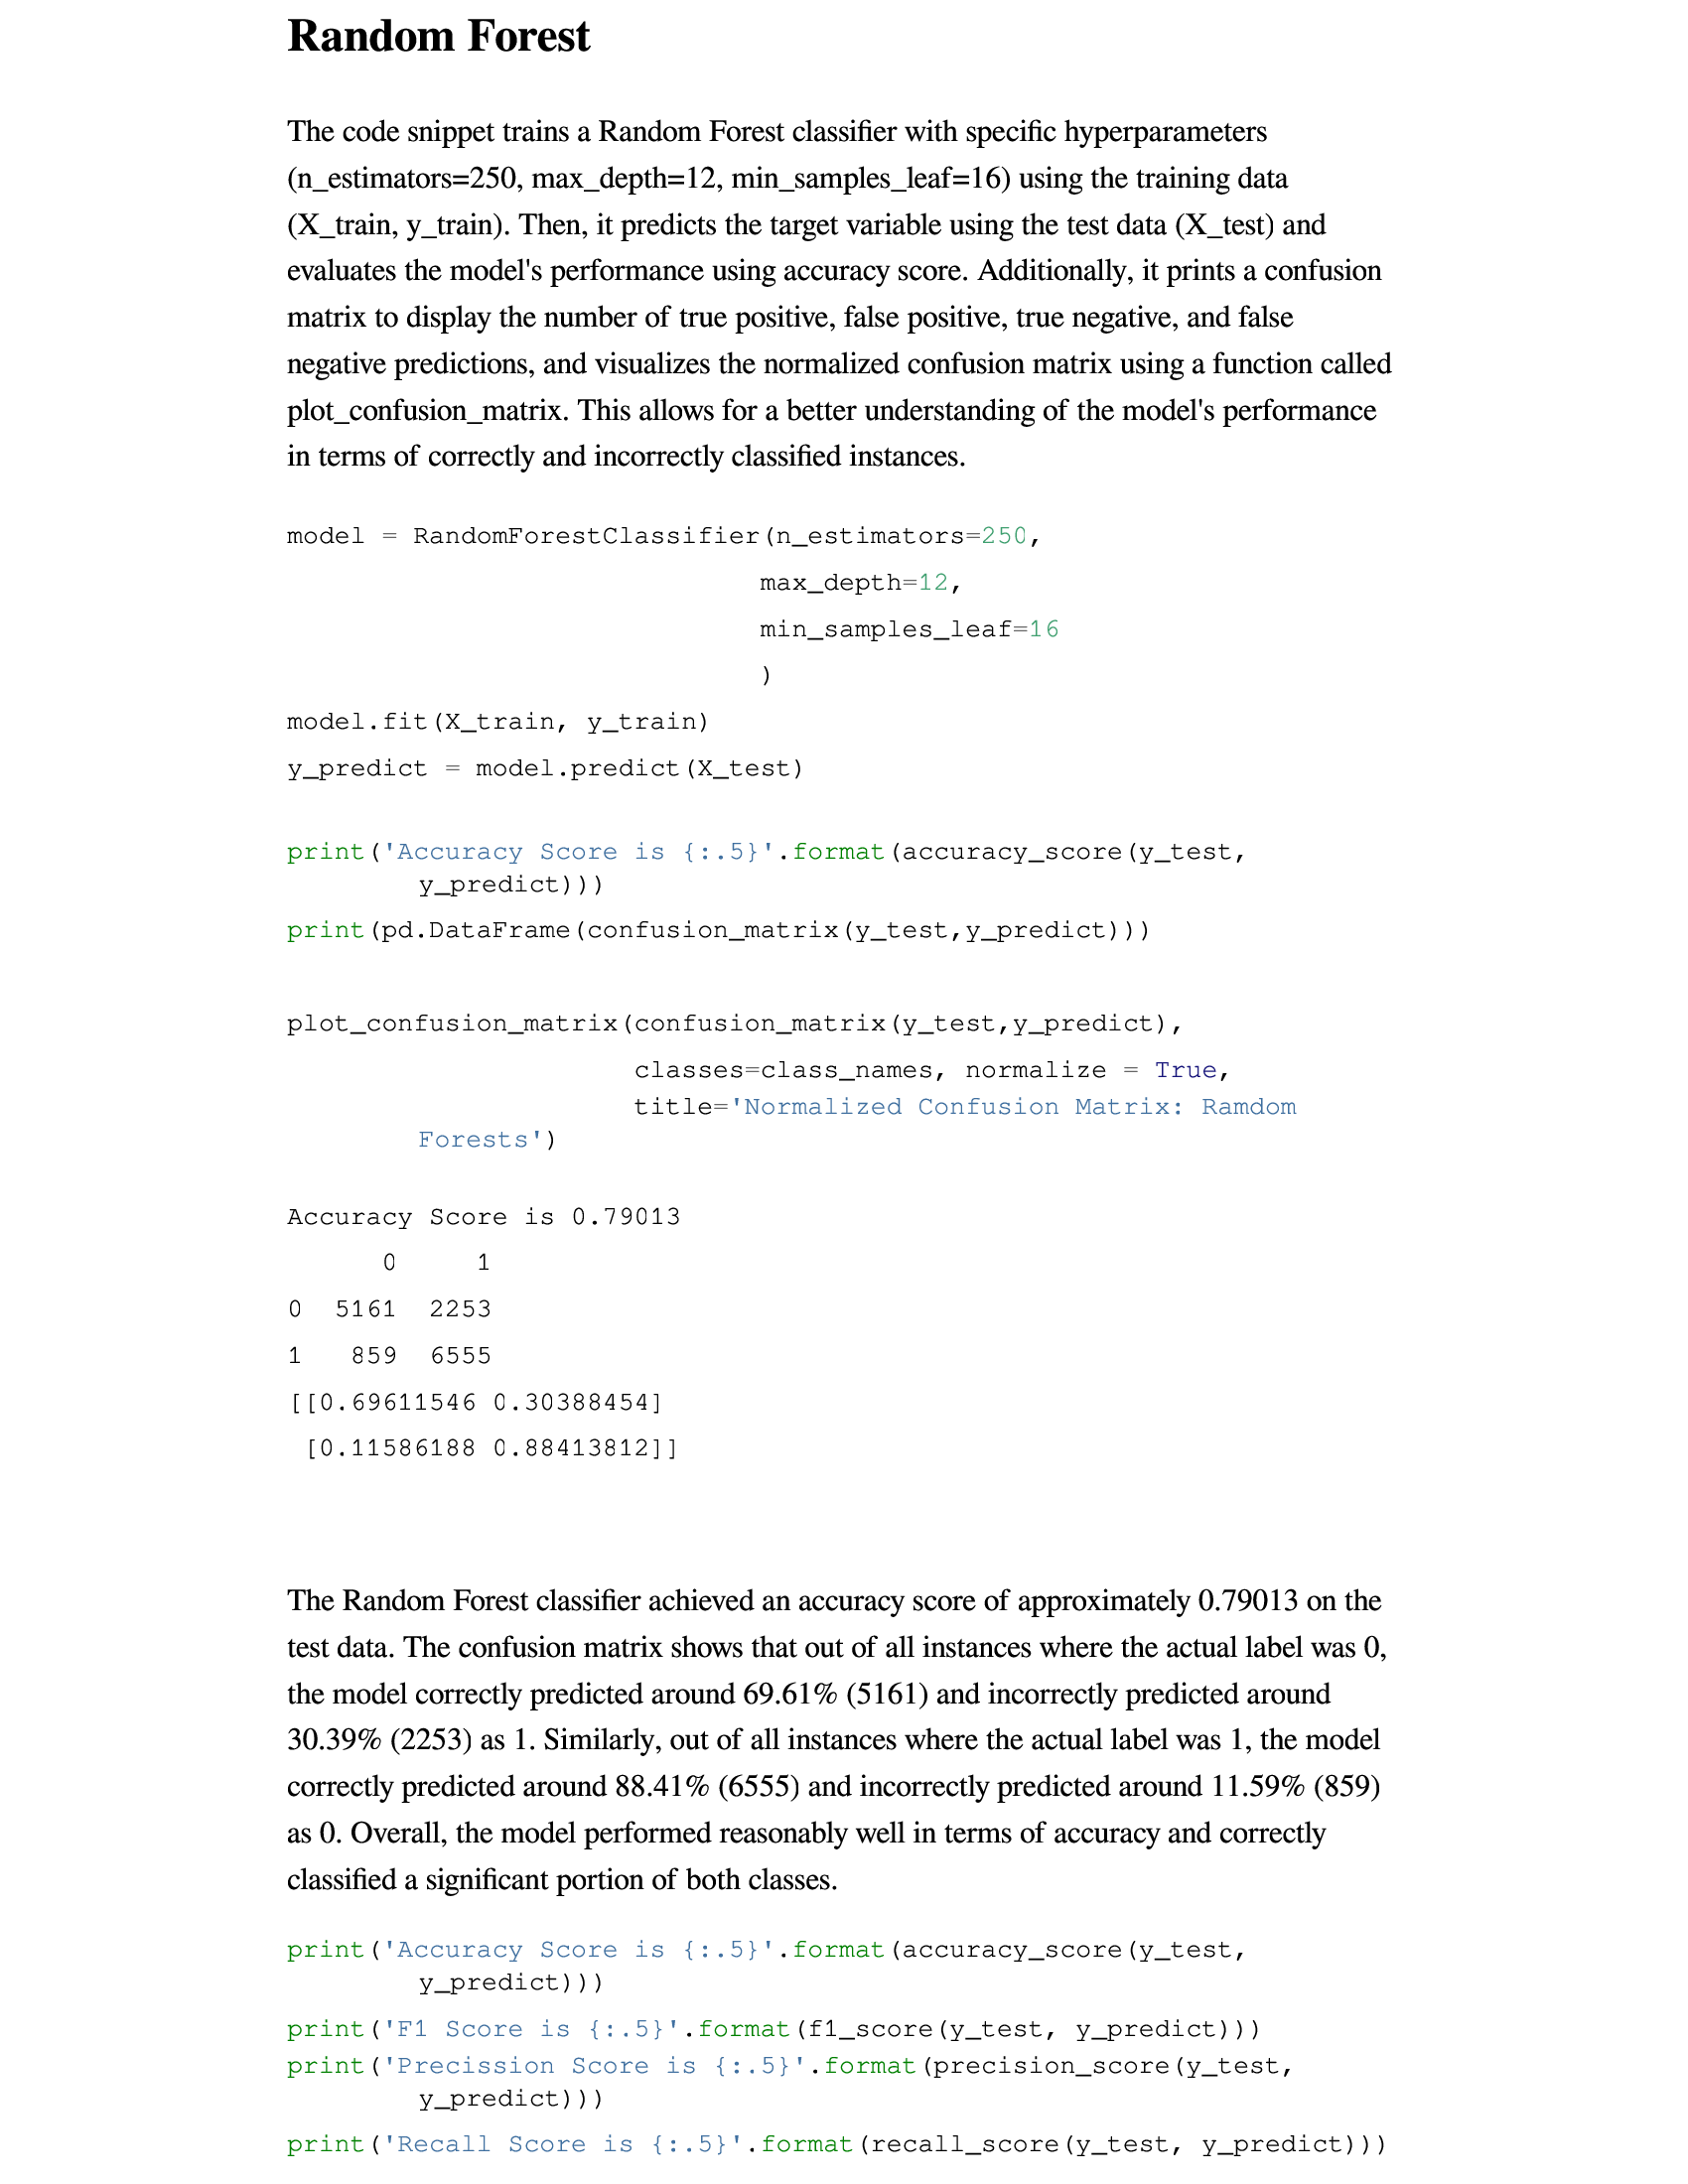 Random Forest
The code snippet trains a Random Forest classifier with specific hyperparameters
(n_estimators=250, max_depth=12, min_samples_leaf=16) using the training data
(X_train, y_train). Then, it predicts the target variable using the test data (X_test) and
evaluates the model's performance using accuracy score. Additionally, it prints a confusion
matrix to display the number of true positive, false positive, true negative, and false
negative predictions, and visualizes the normalized confusion matrix using a function called
plot_confusion_matrix. This allows for a better understanding of the model's performance
in terms of correctly and incorrectly classified instances.
model = RandomForestClassifier(n_estimators=250,
max_depth=12,
min_samples_leaf=16
)
model.fit(X_train, y_train)
y_predict = model.predict(X_test)
print('Accuracy Score is {:.5}'.format(accuracy_score(y_test,
y_predict)))
print(pd.DataFrame(confusion_matrix(y_test,y_predict)))
plot_confusion_matrix(confusion_matrix(y_test,y_predict),
classes=class_names, normalize = True,
title='Normalized Confusion Matrix: Ramdom
Forests')
Accuracy Score is 0.79013
0 1
0 5161 2253
1 859 6555
[[0.69611546 0.30388454]
[0.11586188 0.88413812]]
The Random Forest classifier achieved an accuracy score of approximately 0.79013 on the
test data. The confusion matrix shows that out of all instances where the actual label was 0,
the model correctly predicted around 69.61% (5161) and incorrectly predicted around
30.39% (2253) as 1. Similarly, out of all instances where the actual label was 1, the model
correctly predicted around 88.41% (6555) and incorrectly predicted around 11.59% (859)
as 0. Overall, the model performed reasonably well in terms of accuracy and correctly
classified a significant portion of both classes.
print('Accuracy Score is {:.5}'.format(accuracy_score(y_test,
y_predict)))
print('F1 Score is {:.5}'.format(f1_score(y_test, y_predict)))
print('Precission Score is {:.5}'.format(precision_score(y_test,
y_predict)))
print('Recall Score is {:.5}'.format(recall_score(y_test, y_predict)))